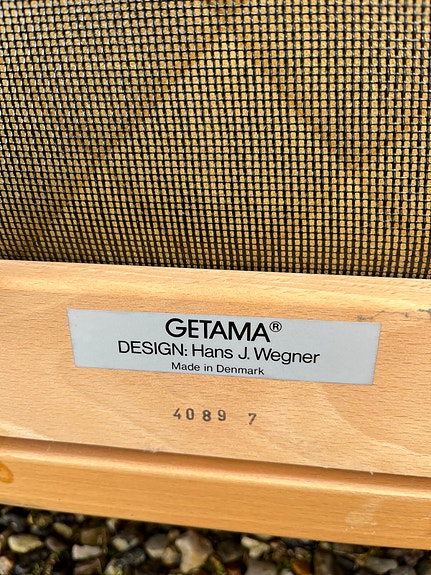 GETAMA®
DESIGN: Hans J. Wegner
Made in Denmark
4089 7